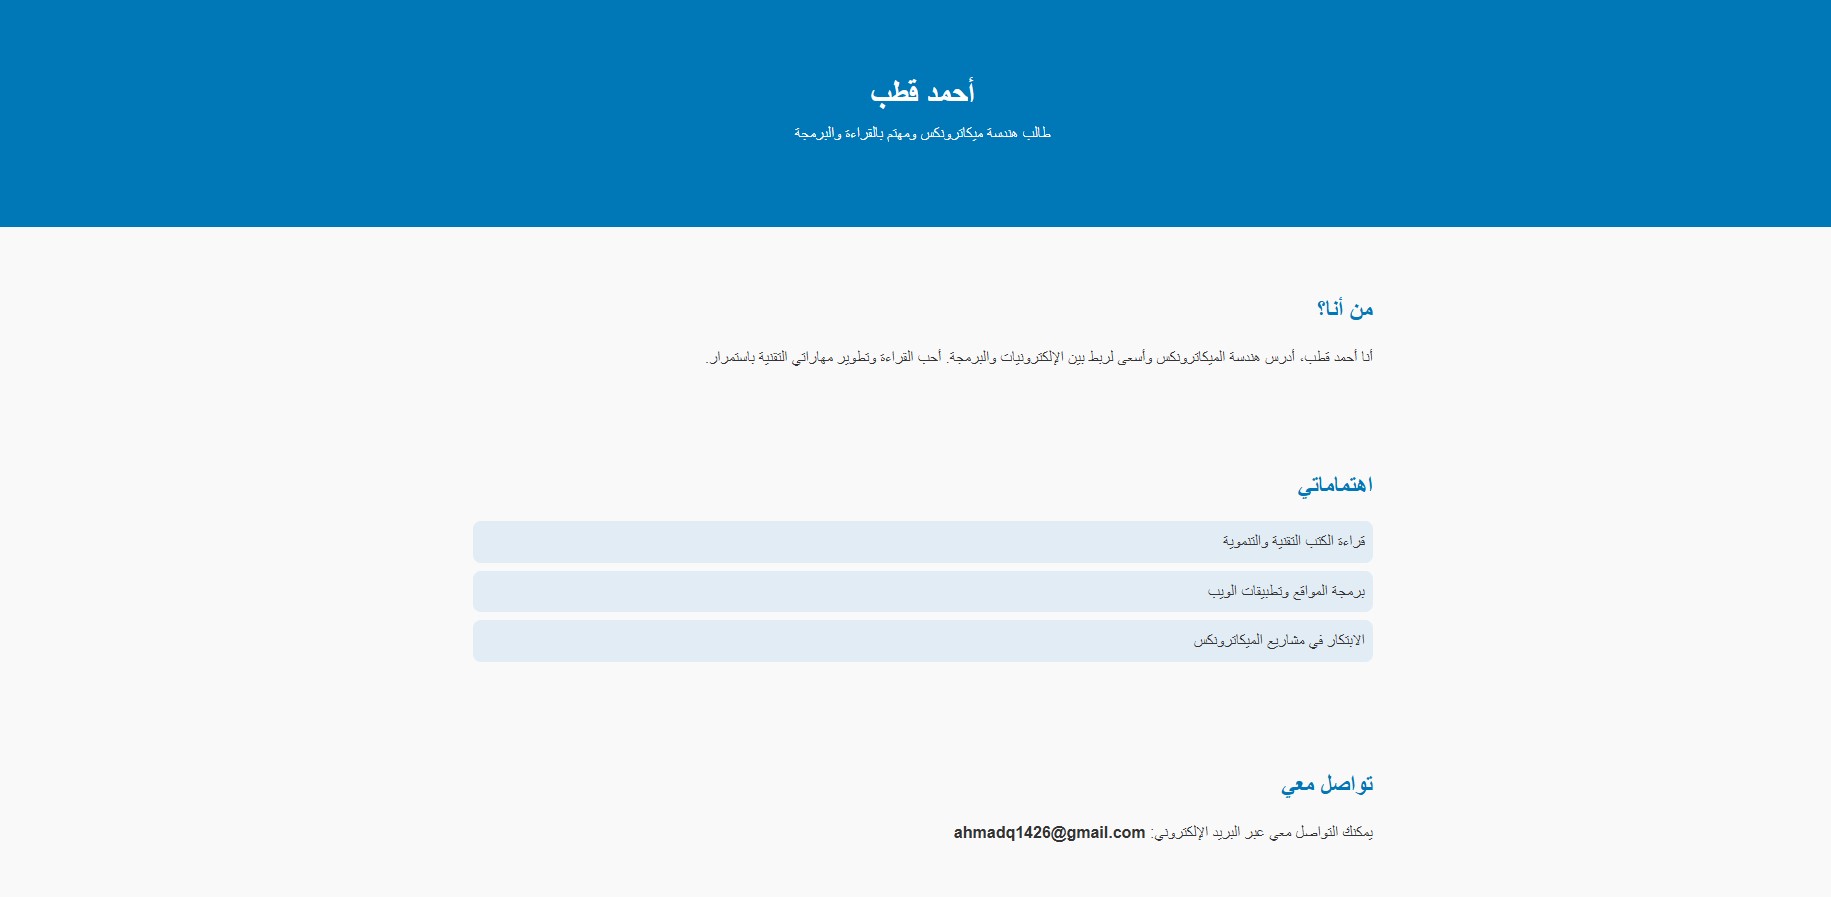 أحمد قطب
طالب هندسة ميكاترونكس ومهتم بالقراءة والبرمجة
من أنا؟
أنا أحمد قطب، أدرس هندسة الميكاترونكس وأسعى لربط بين الإلكترونيات والبرمجة. أحب القراءة وتطوير مهاراتي التقنية باستمرار.
اهتماماتي
قراءة الكتب التقنية والتنموية
برمجة المواقع وتطبيقات الويب
الابتكار في مشاريع الميكاترونكس
تواصل معي
يمكنك التواصل معي عبر البريد الإلكتروني: ahmadq1426@gmail.com